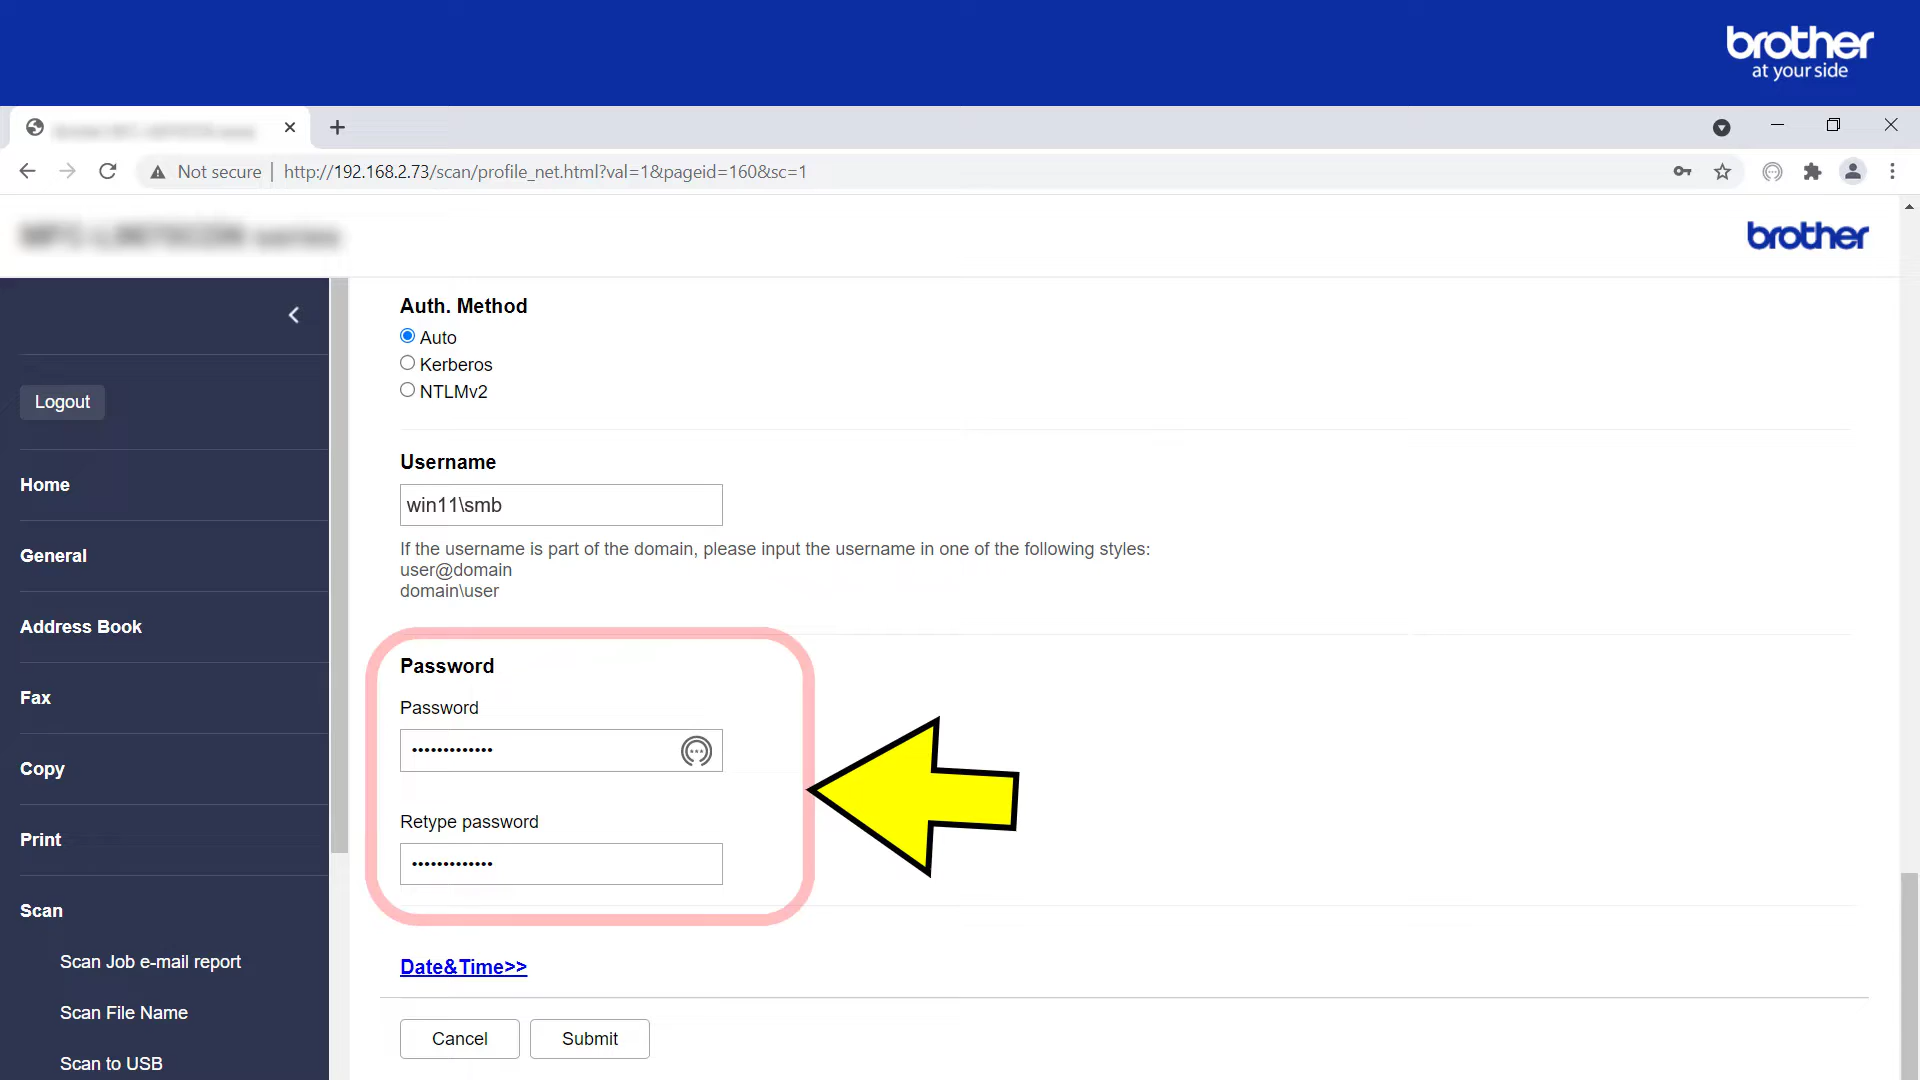 brother
at your side
Not secure
http://192.168.2.73/scan/profile_net.html?val=1&pageid=160&sc=1
brother
Auth. Method
Auto
Kerberos
NTLMv2
Logout
Username
win11\smb
If the username is part of the domain, please input the username in one of the following styles:
user@domain
domain\user
Home
General
Address Book
Fax
Copy
Print
Scan
Scan Job e-mail report
Scan File Name
Scan to USB
Password
Password
•••••••••••••
Retype password
•••••••••••••
Date&Time>>
Cancel
Submit